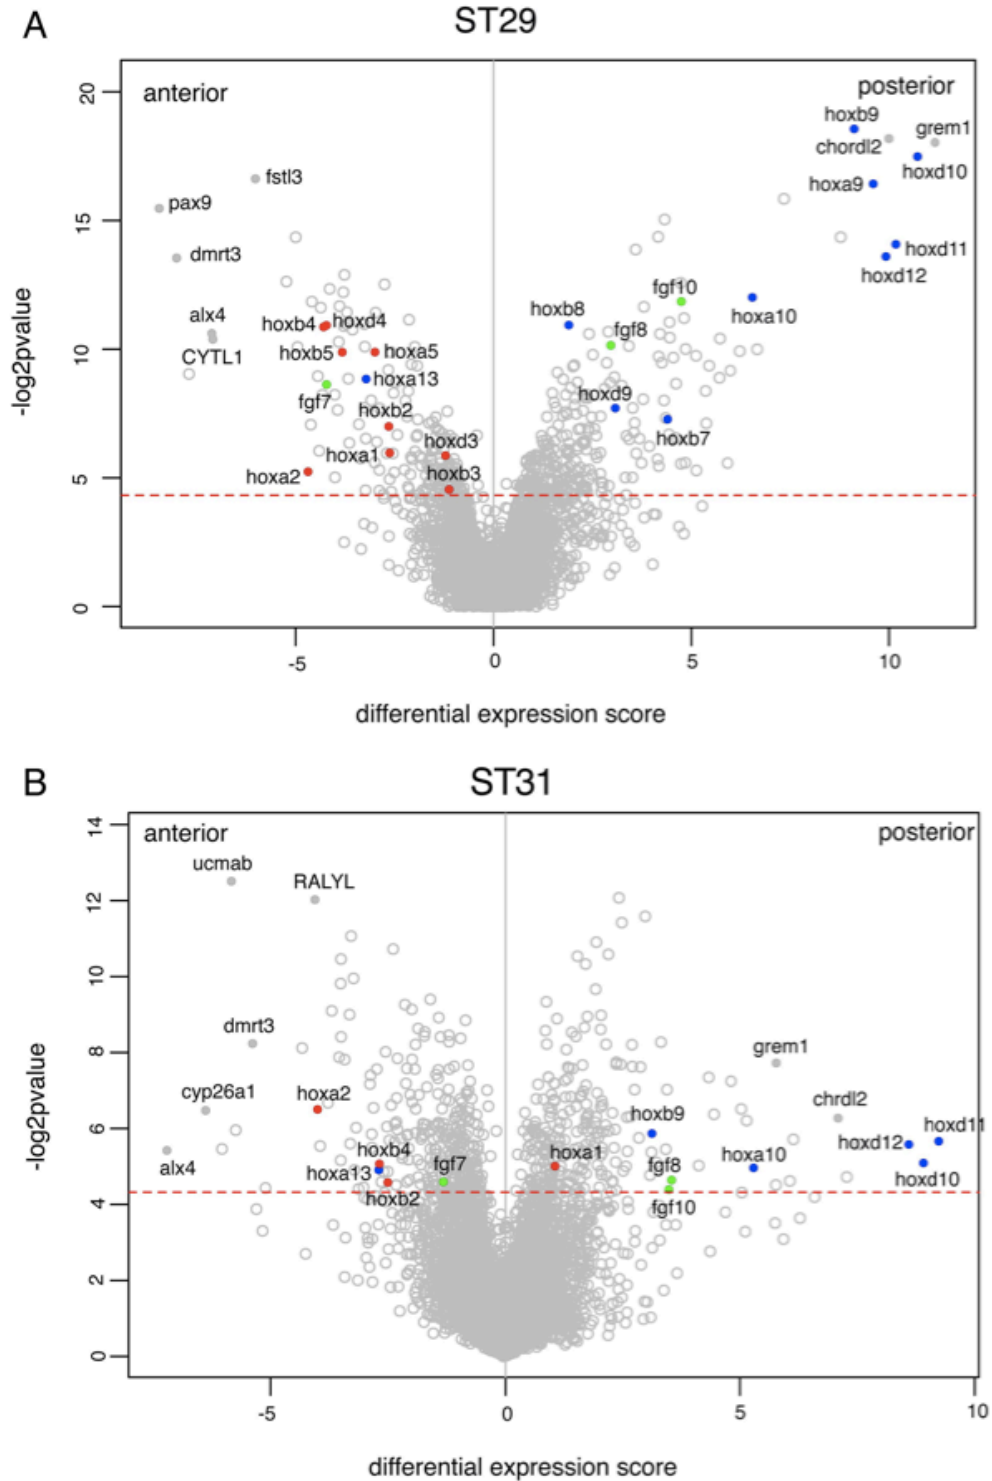 A
ST29
anterior
posterior
20
15
10
5
0
-log2pvalue
hoxb9
chordl2
grem1
hoxd10
hoxa9
hoxd11
hoxd12
fstl3
pax9
dmrt3
alx4
CYTL1
hoxb4
hoxd4
hoxb5
hoxa5
hoxa13
fgf7
hoxb2
hoxd3
hoxa1
hoxb3
hoxa2
fgf10
hoxb8
fgf8
hoxa10
hoxd9
hoxb7
-5
0
5
10
differential expression score
B
ST31
anterior
posterior
14
12
10
8
6
4
2
0
-log2pvalue
ucmab
RALYL
dmrt3
cyp26a1
hoxa2
alx4
hoxb4
hoxa13
hoxb2
fgf7
hoxa1
grem1
chrdl2
hoxb9
hoxd11
hoxd12
hoxa10
fgf8
hoxd10
fgf10
-5
0
5
10
differential expression score